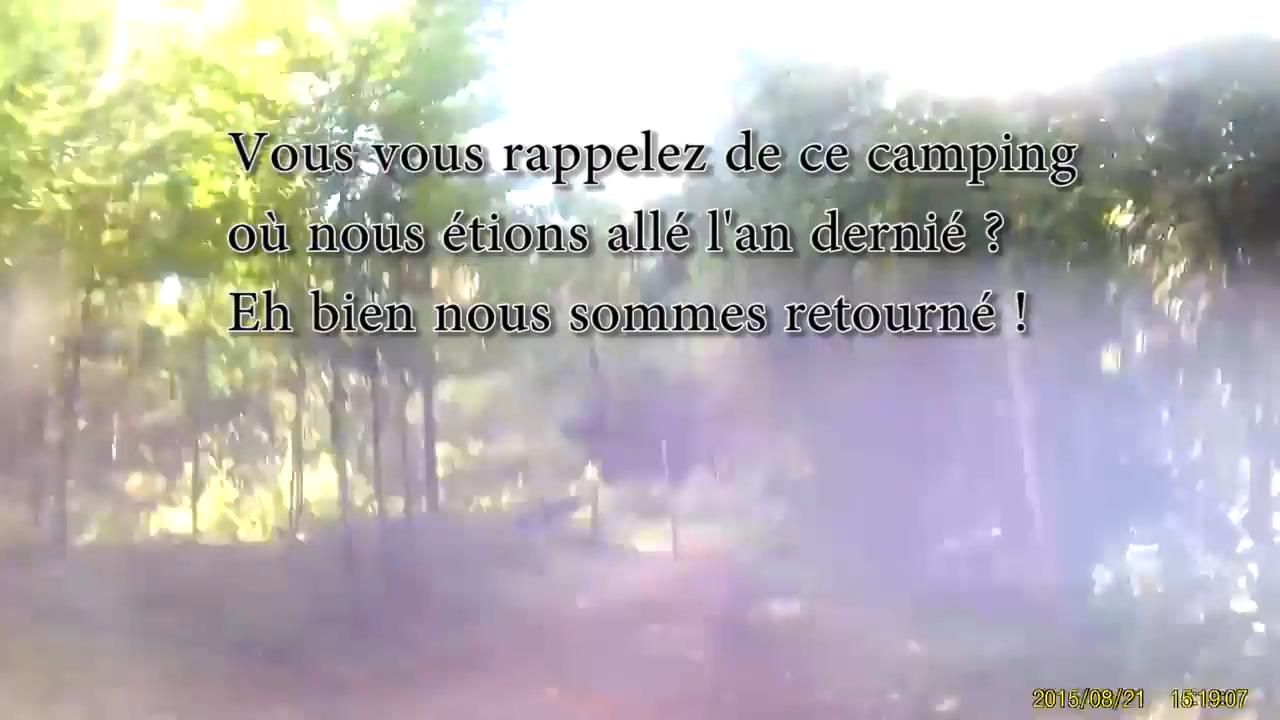 Vous vous rappelez de ce camping
où nous étions allé l'an dernié ?
Eh bien nous sommes retourné !
2015/08/21 15:19:07